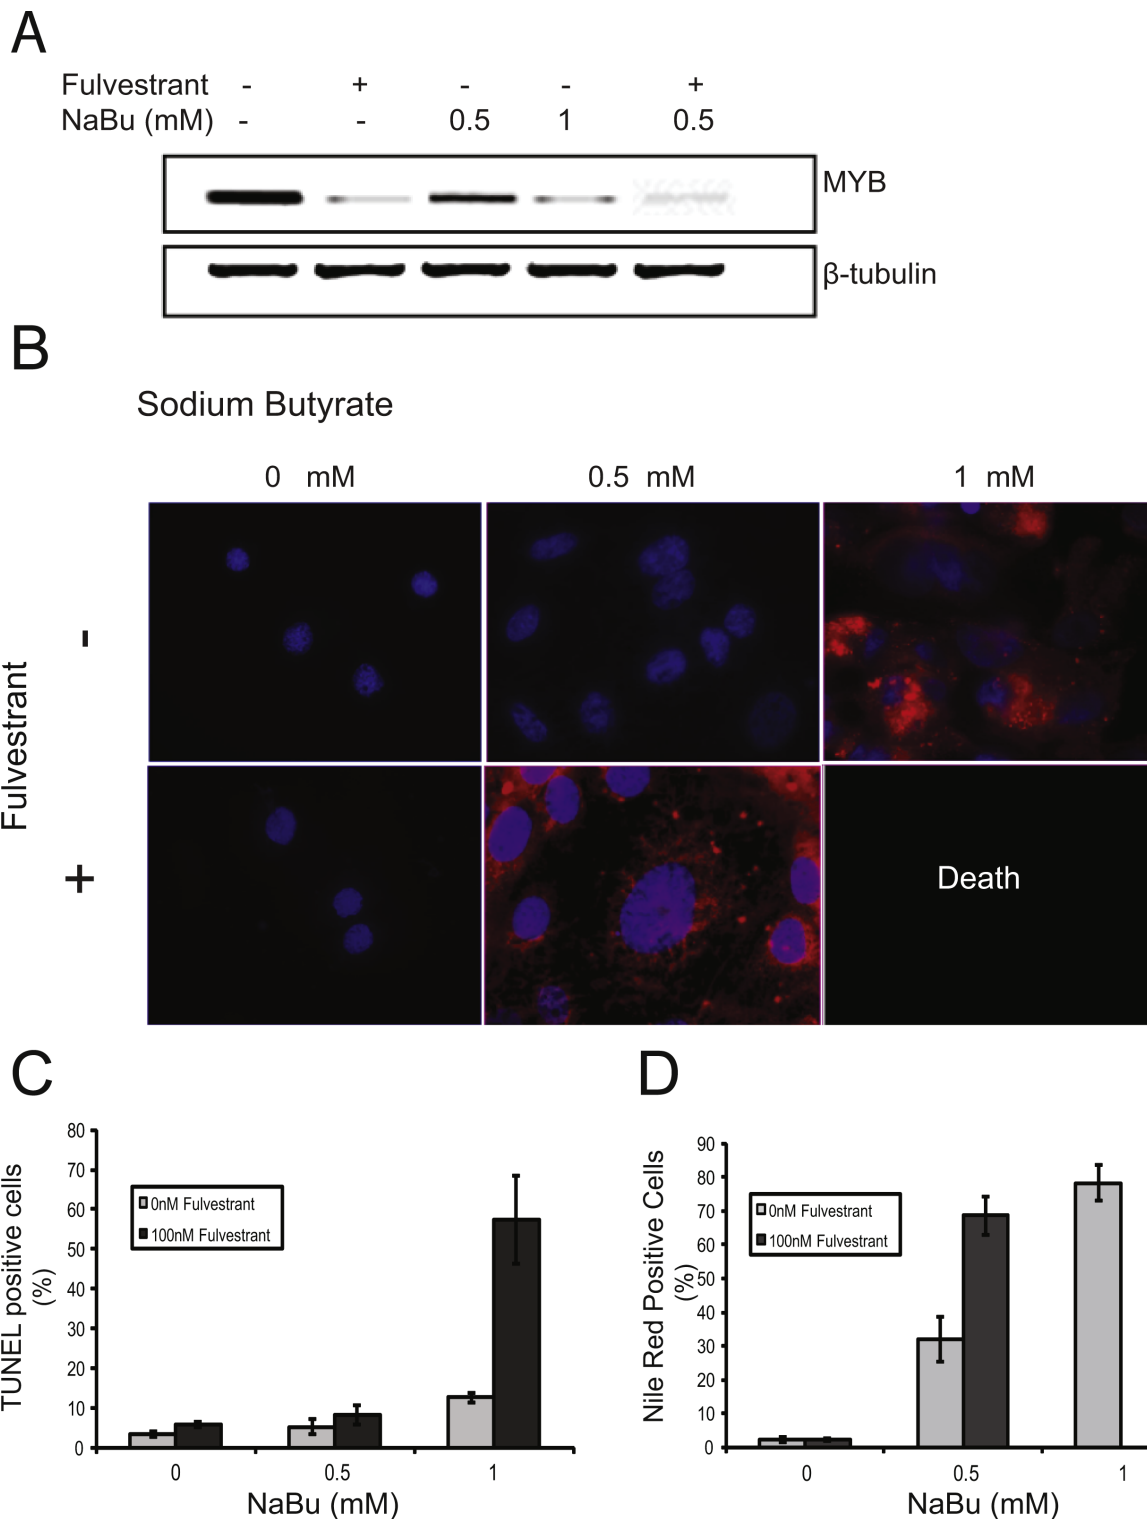 A
Fulvestrant - + - - +
NaBu (mM) - - 0.5 1 0.5
MYB
β-tubulin
B
Sodium Butyrate
0 mM 0.5 mM 1 mM
Fulvestrant
-
+
Death
C
TUNEL positive cells
(%)
80
70
60
50
40
30
20
10
0
0nM Fulvestrant
100nM Fulvestrant
0 0.5 1
NaBu (mM)
D
Nile Red Positive Cells
(%)
90
80
70
60
50
40
30
20
10
0
0nM Fulvestrant
100nM Fulvestrant
0 0.5 1
NaBu (mM)